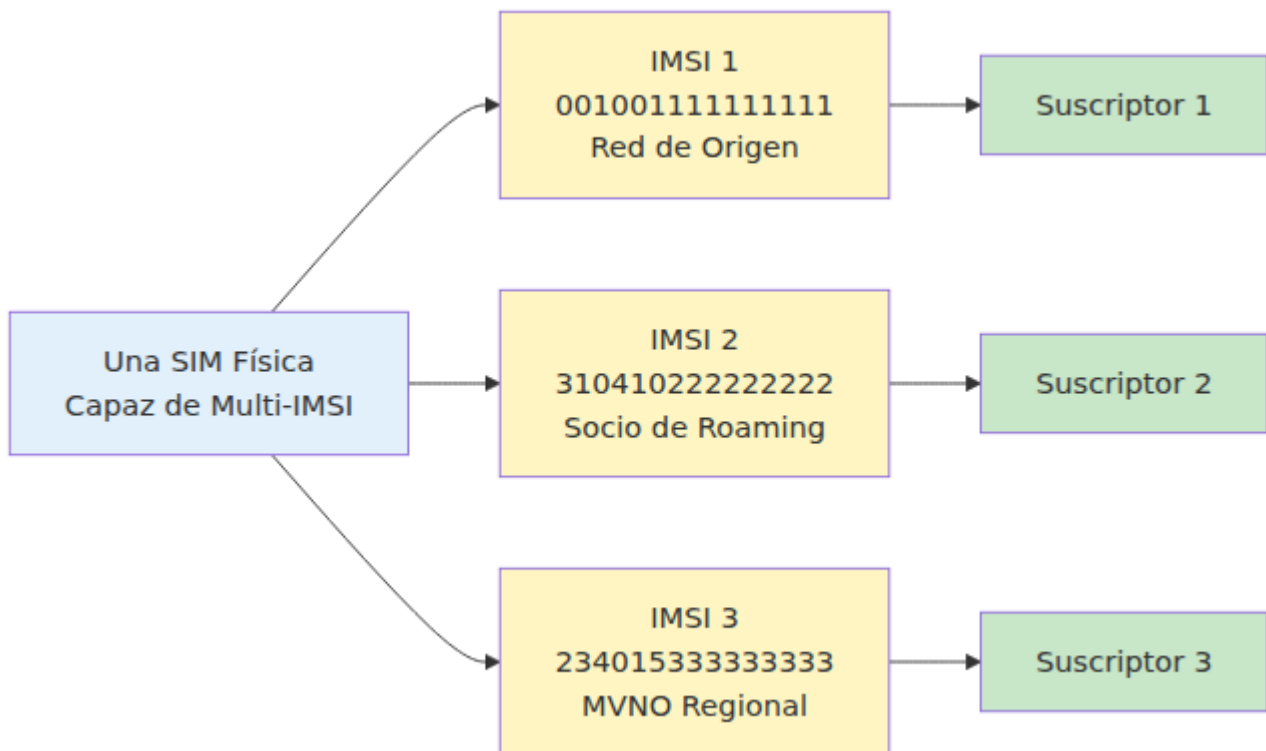 Una SIM Física
Capaz de Multi-IMSI
IMSI 1
001001111111111
Red de Origen
Suscriptor 1
IMSI 2
310410222222222
Socio de Roaming
Suscriptor 2
IMSI 3
234015333333333
MVNO Regional
Suscriptor 3